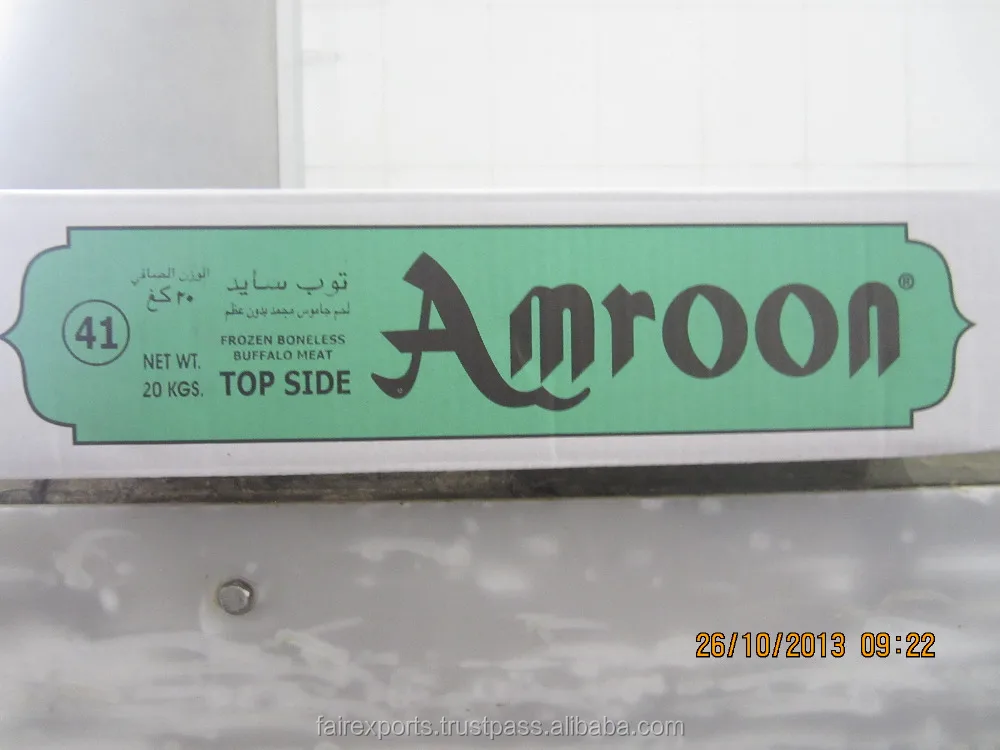 41
الوزن الصافي
٢٠ كغ
NET WT.
20 KGS.
توب سايد
لحم جاموس مجمد بدون عظم
FROZEN BONELESS
BUFFALO MEAT
TOP SIDE
Amroon®
26/10/2013 09:22
fairexports.trustpass.alibaba.com